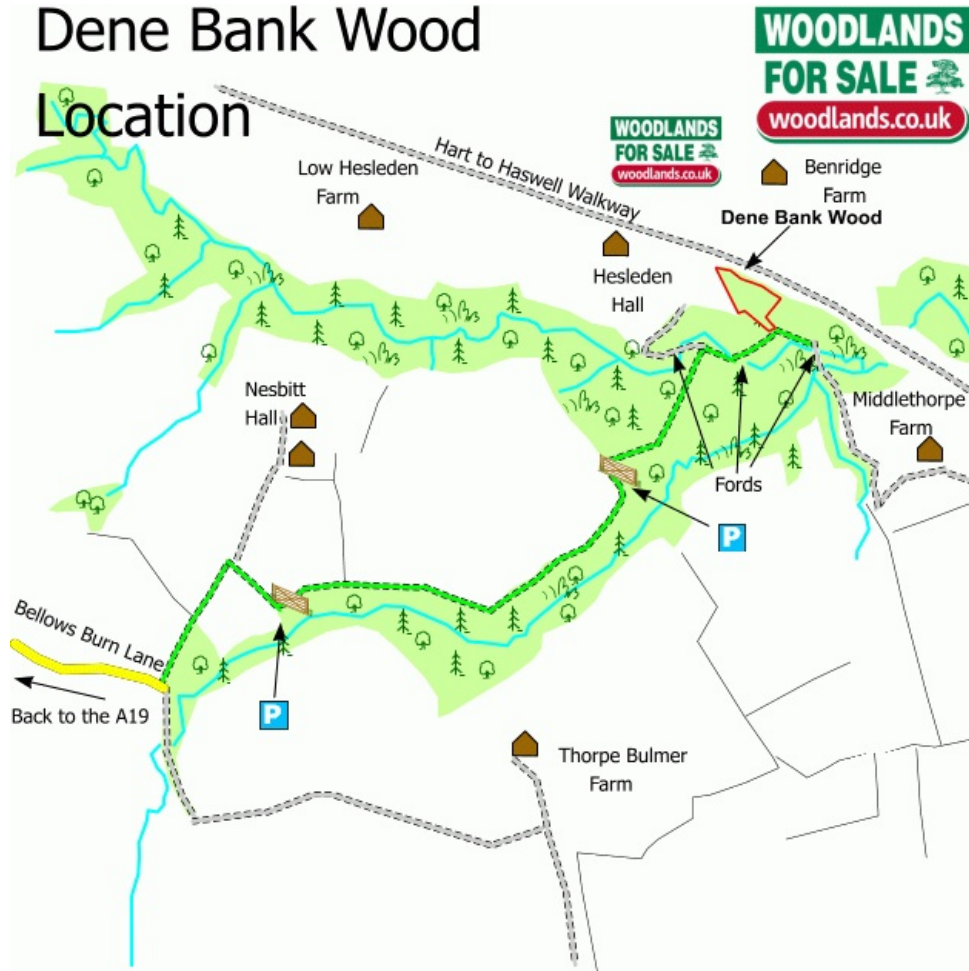 Dene Bank Wood
Location
WOODLANDS
FOR SALE
woodlands.co.uk
WOODLANDS
FOR SALE
woodlands.co.uk
Hart to Haswell Walkway
Low Hesleden
Farm
Benridge
Farm
Dene Bank Wood
Hesleden
Hall
Nesbitt
Hall
Middlethorpe
Farm
Fords
P
Bellows Burn Lane
Back to the A19
P
Thorpe Bulmer
Farm